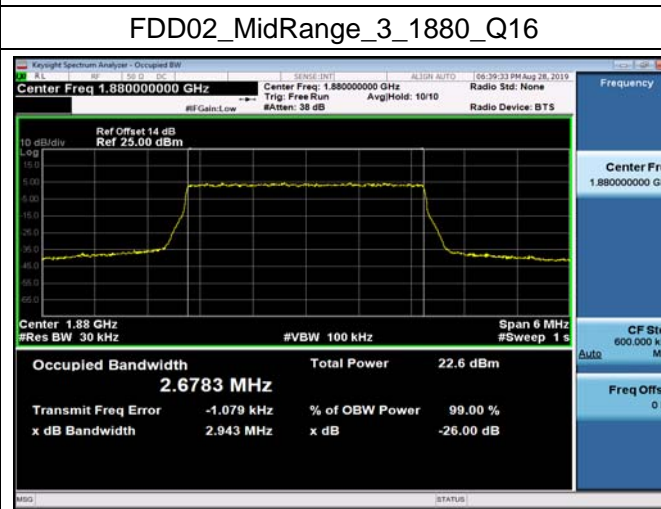 FDD02_MidRange_3_1880_Q16
Keysight Spectrum Analyzer - Occupied BW
RL RF 50 Ω DC SENSE:INT ALIGN AUTO 06:39:33 PM Aug 28, 2019
Center Freq 1.880000000 GHz Center Freq: 1.880000000 GHz Radio Std: None
Trig: Free Run Avg|Hold: 10/10
#IFGain:Low #Atten: 38 dB Radio Device: BTS
Ref Offset 14 dB
10 dB/div Ref 25.00 dBm
Log
15.0
5.00
-5.00
-15.0
-25.0
-35.0
-45.0
-55.0
-65.0
Center 1.88 GHz Span 6 MHz
#Res BW 30 kHz #VBW 100 kHz #Sweep 1 s
Occupied Bandwidth Total Power 22.6 dBm
2.6783 MHz
Transmit Freq Error -1.079 kHz % of OBW Power 99.00 %
x dB Bandwidth 2.943 MHz x dB -26.00 dB
MSG STATUS
Frequency
Center Fr
1.880000000 G
CF St
600.000 k
Auto M
Freq Offs
0